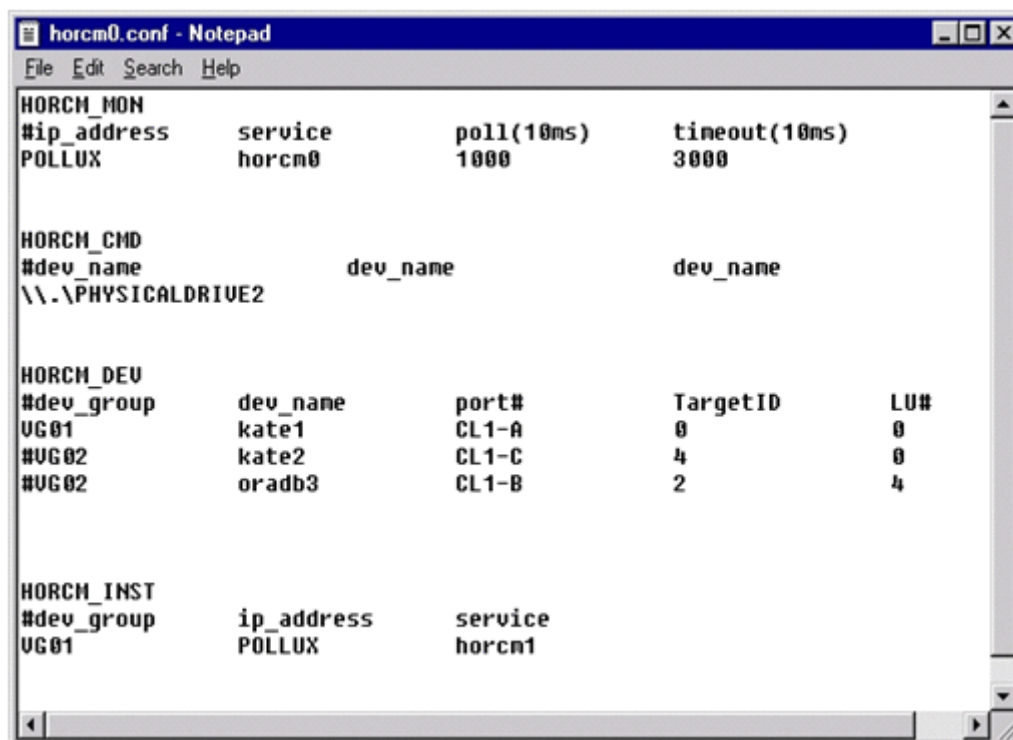 horcm0.conf - Notepad
File Edit Search Help
HORCM_MON
#ip_address service poll(10ms) timeout(10ms)
POLLUX horcm0 1000 3000
HORCM_CMD
#dev_name dev_name dev_name
\\.\PHYSICALDRIVE2
HORCM_DEV
#dev_group dev_name port# TargetID LU#
VG01 kate1 CL1-A 0 0
#VG02 kate2 CL1-C 4 0
#VG02 oradb3 CL1-B 2 4
HORCM_INST
#dev_group ip_address service
VG01 POLLUX horcm1